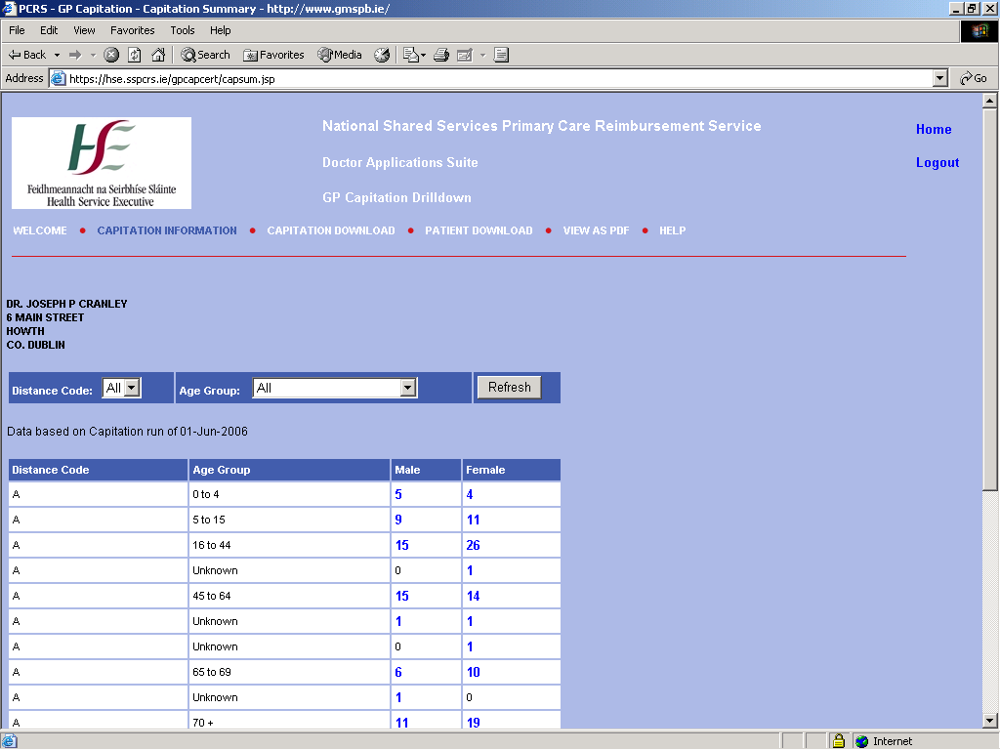 PCRS - GP Capitation - Capitation Summary - http://www.gmspb.ie/
File Edit View Favorites Tools Help
Back Search Favorites Media
Address https://hse.sspcrs.ie/gpcapcert/capsum.jsp Go
HSE
Feidhmeannacht na Seirbhíse Sláinte
Health Service Executive
National Shared Services Primary Care Reimbursement Service
Doctor Applications Suite
GP Capitation Drilldown
Home
Logout
WELCOME • CAPITATION INFORMATION • CAPITATION DOWNLOAD • PATIENT DOWNLOAD • VIEW AS PDF • HELP
DR. JOSEPH P CRANLEY
6 MAIN STREET
HOWTH
CO. DUBLIN
Distance Code: All Age Group: All Refresh
Data based on Capitation run of 01-Jun-2006
Distance Code Age Group Male Female
A 0 to 4 5 4
A 5 to 15 9 11
A 16 to 44 15 26
A Unknown 0 1
A 45 to 64 15 14
A Unknown 1 1
A Unknown 0 1
A 65 to 69 6 10
A Unknown 1 0
A 70 + 11 19
Internet